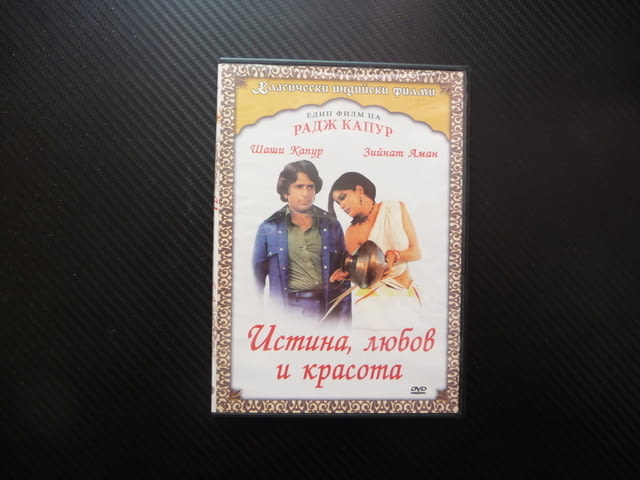 Класически индийски филми
ЕДИН ФИЛМ НА
РАДЖ КАПУР
Шаши Капур Зийнат Аман
Истина, любов
и красота
DVD